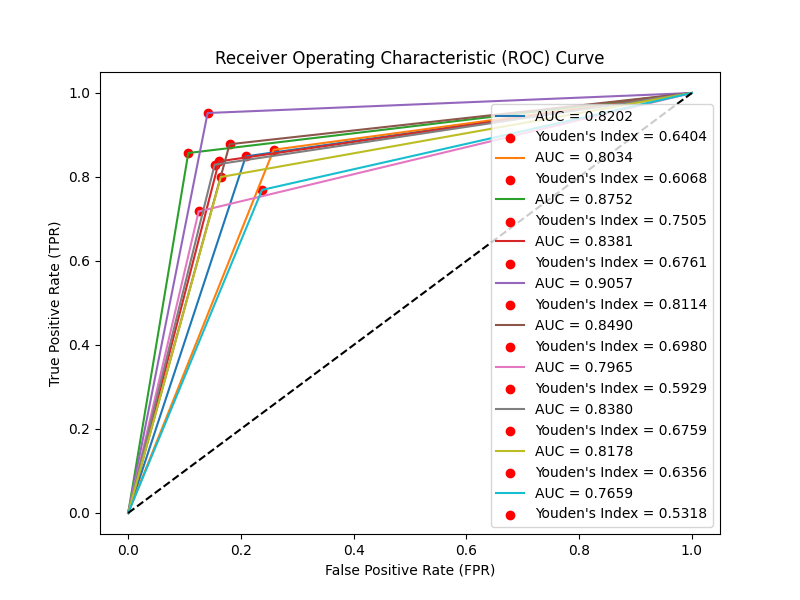 Receiver Operating Characteristic (ROC) Curve
True Positive Rate (TPR)
1.0
0.8
0.6
0.4
0.2
0.0
AUC = 0.8202
Youden's Index = 0.6404
AUC = 0.8034
Youden's Index = 0.6068
AUC = 0.8752
Youden's Index = 0.7505
AUC = 0.8381
Youden's Index = 0.6761
AUC = 0.9057
Youden's Index = 0.8114
AUC = 0.8490
Youden's Index = 0.6980
AUC = 0.7965
Youden's Index = 0.5929
AUC = 0.8380
Youden's Index = 0.6759
AUC = 0.8178
Youden's Index = 0.6356
AUC = 0.7659
Youden's Index = 0.5318
0.0 0.2 0.4 0.6 0.8 1.0
False Positive Rate (FPR)